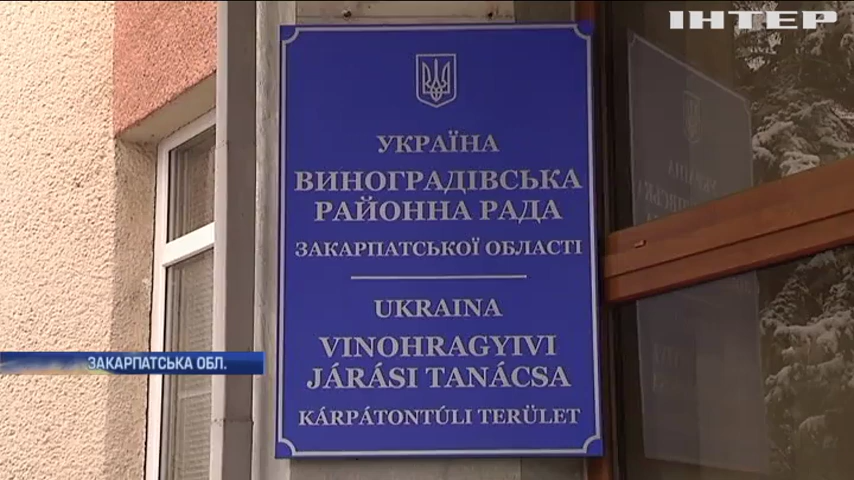 ІНТЕР
УКРАЇНА
ВИНОГРАДІВСЬКА
РАЙОННА РАДА
ЗАКАРПАТСЬКОЇ ОБЛАСТІ
UKRAINA
VINOHRAGYIVI
JÁRÁSI TANÁCSA
KÁRPÁTONTÚLI TERÜLET
ЗАКАРПАТСЬКА ОБЛ.